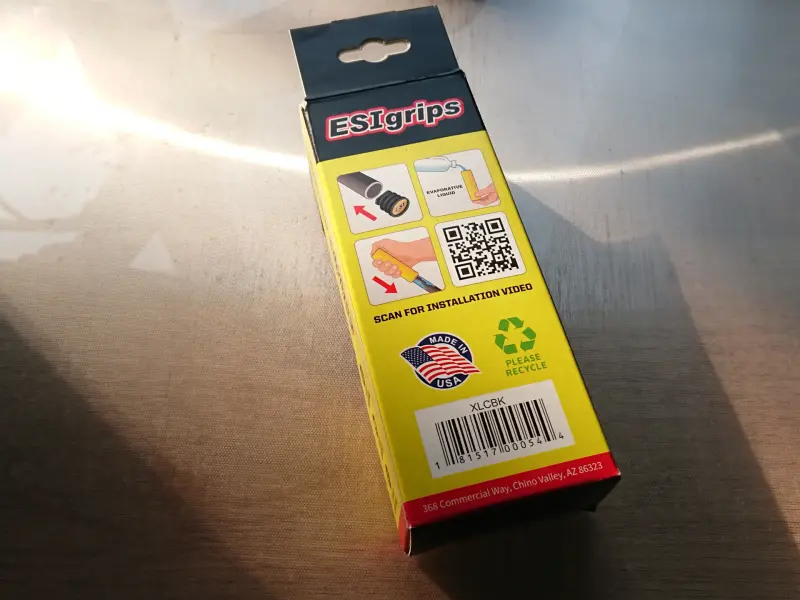 ESIgrips
EVAPORATIVE
LIQUID
SCAN FOR INSTALLATION VIDEO
MADE IN
USA
PLEASE
RECYCLE
XLCBK
1 81517 00054 4
368 Commercial Way, Chino Valley, AZ 86323